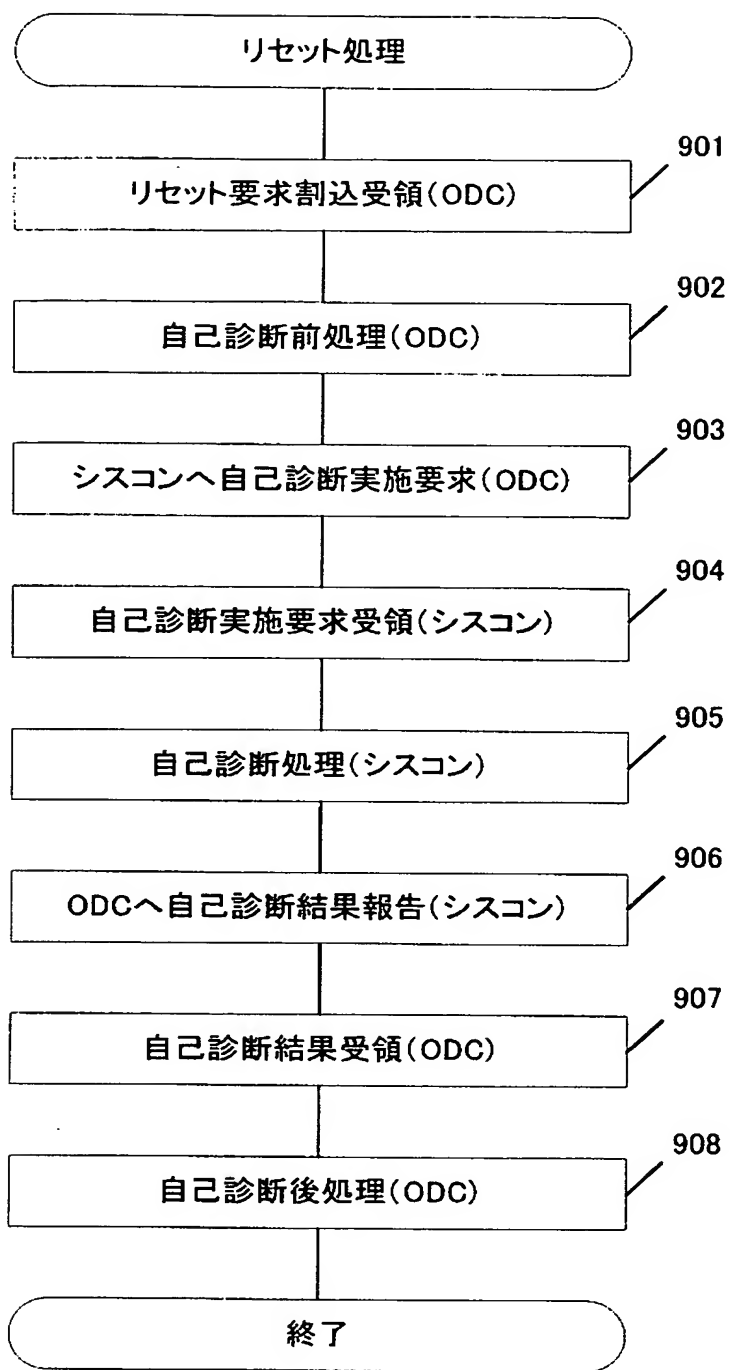 リセット処理
901
リセット要求割込受領(ODC)
902
自己診断前処理(ODC)
903
シスコンへ自己診断実施要求(ODC)
904
自己診断実施要求受領(シスコン)
905
自己診断処理(シスコン)
906
ODCへ自己診断結果報告(シスコン)
907
自己診断結果受領(ODC)
908
自己診断後処理(ODC)
終了